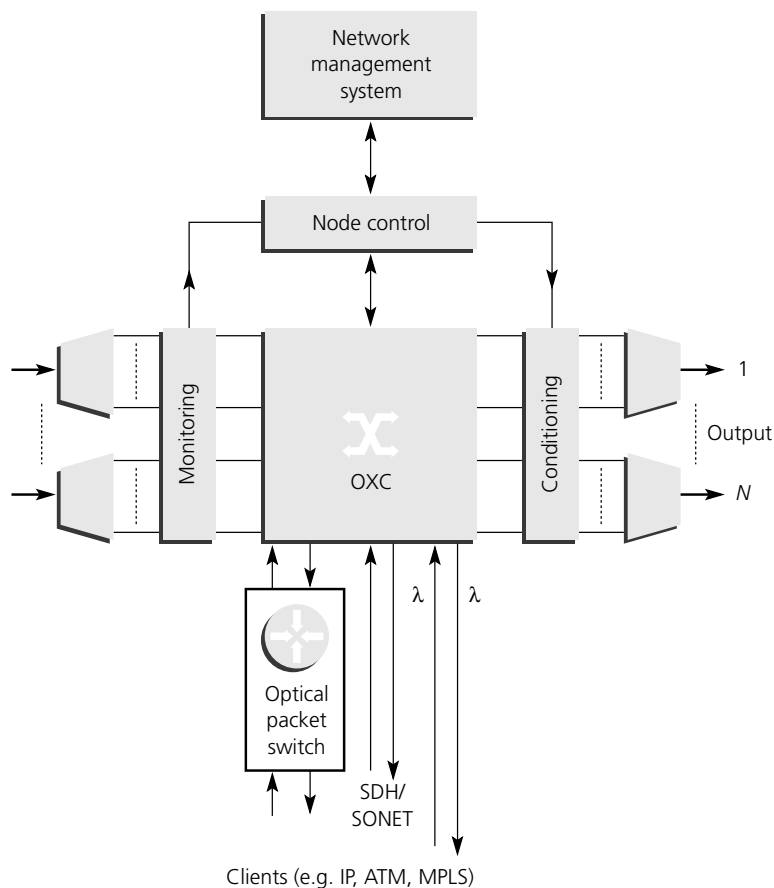 Network
management
system
Node control
Monitoring
OXC
Conditioning
1
Output
N
λ λ
Optical
packet
switch
SDH/
SONET
Clients (e.g. IP, ATM, MPLS)